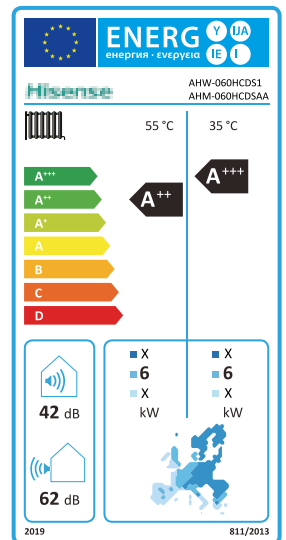 ENERG Y IJA
енергия · ενεργεια IE I
Hisense
AHW-060HCDS1
AHM-060HCDSAA
55 °C 35 °C
A+++
A++
A+
A
B
C
D
A++
A+++
42 dB
62 dB
X X
6 6
X X
kW kW
2019 811/2013